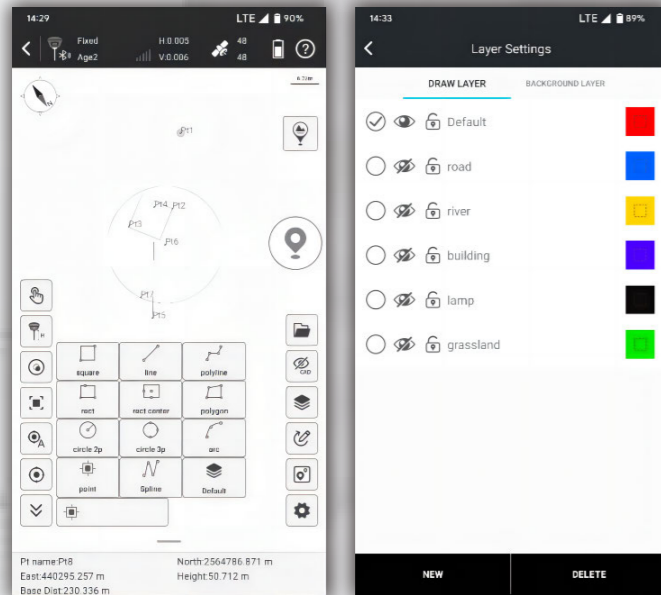 14:29 LTE 90%
Fixed H:0.005 48
Age2 V:0.006 48
Pt1
Pt4 Pt2
Pt3
Pt6
Pt7
Pt5
square line polyline
rect rect center polygon
circle 2p circle 3p arc
point Spline Default
CAD
Pt name:Pt8 North:2564786.871 m
East:440295.257 m Height:50.712 m
Base Dist:230.336 m
14:33 LTE 89%
Layer Settings
DRAW LAYER BACKGROUND LAYER
Default
road
river
building
lamp
grassland
NEW DELETE